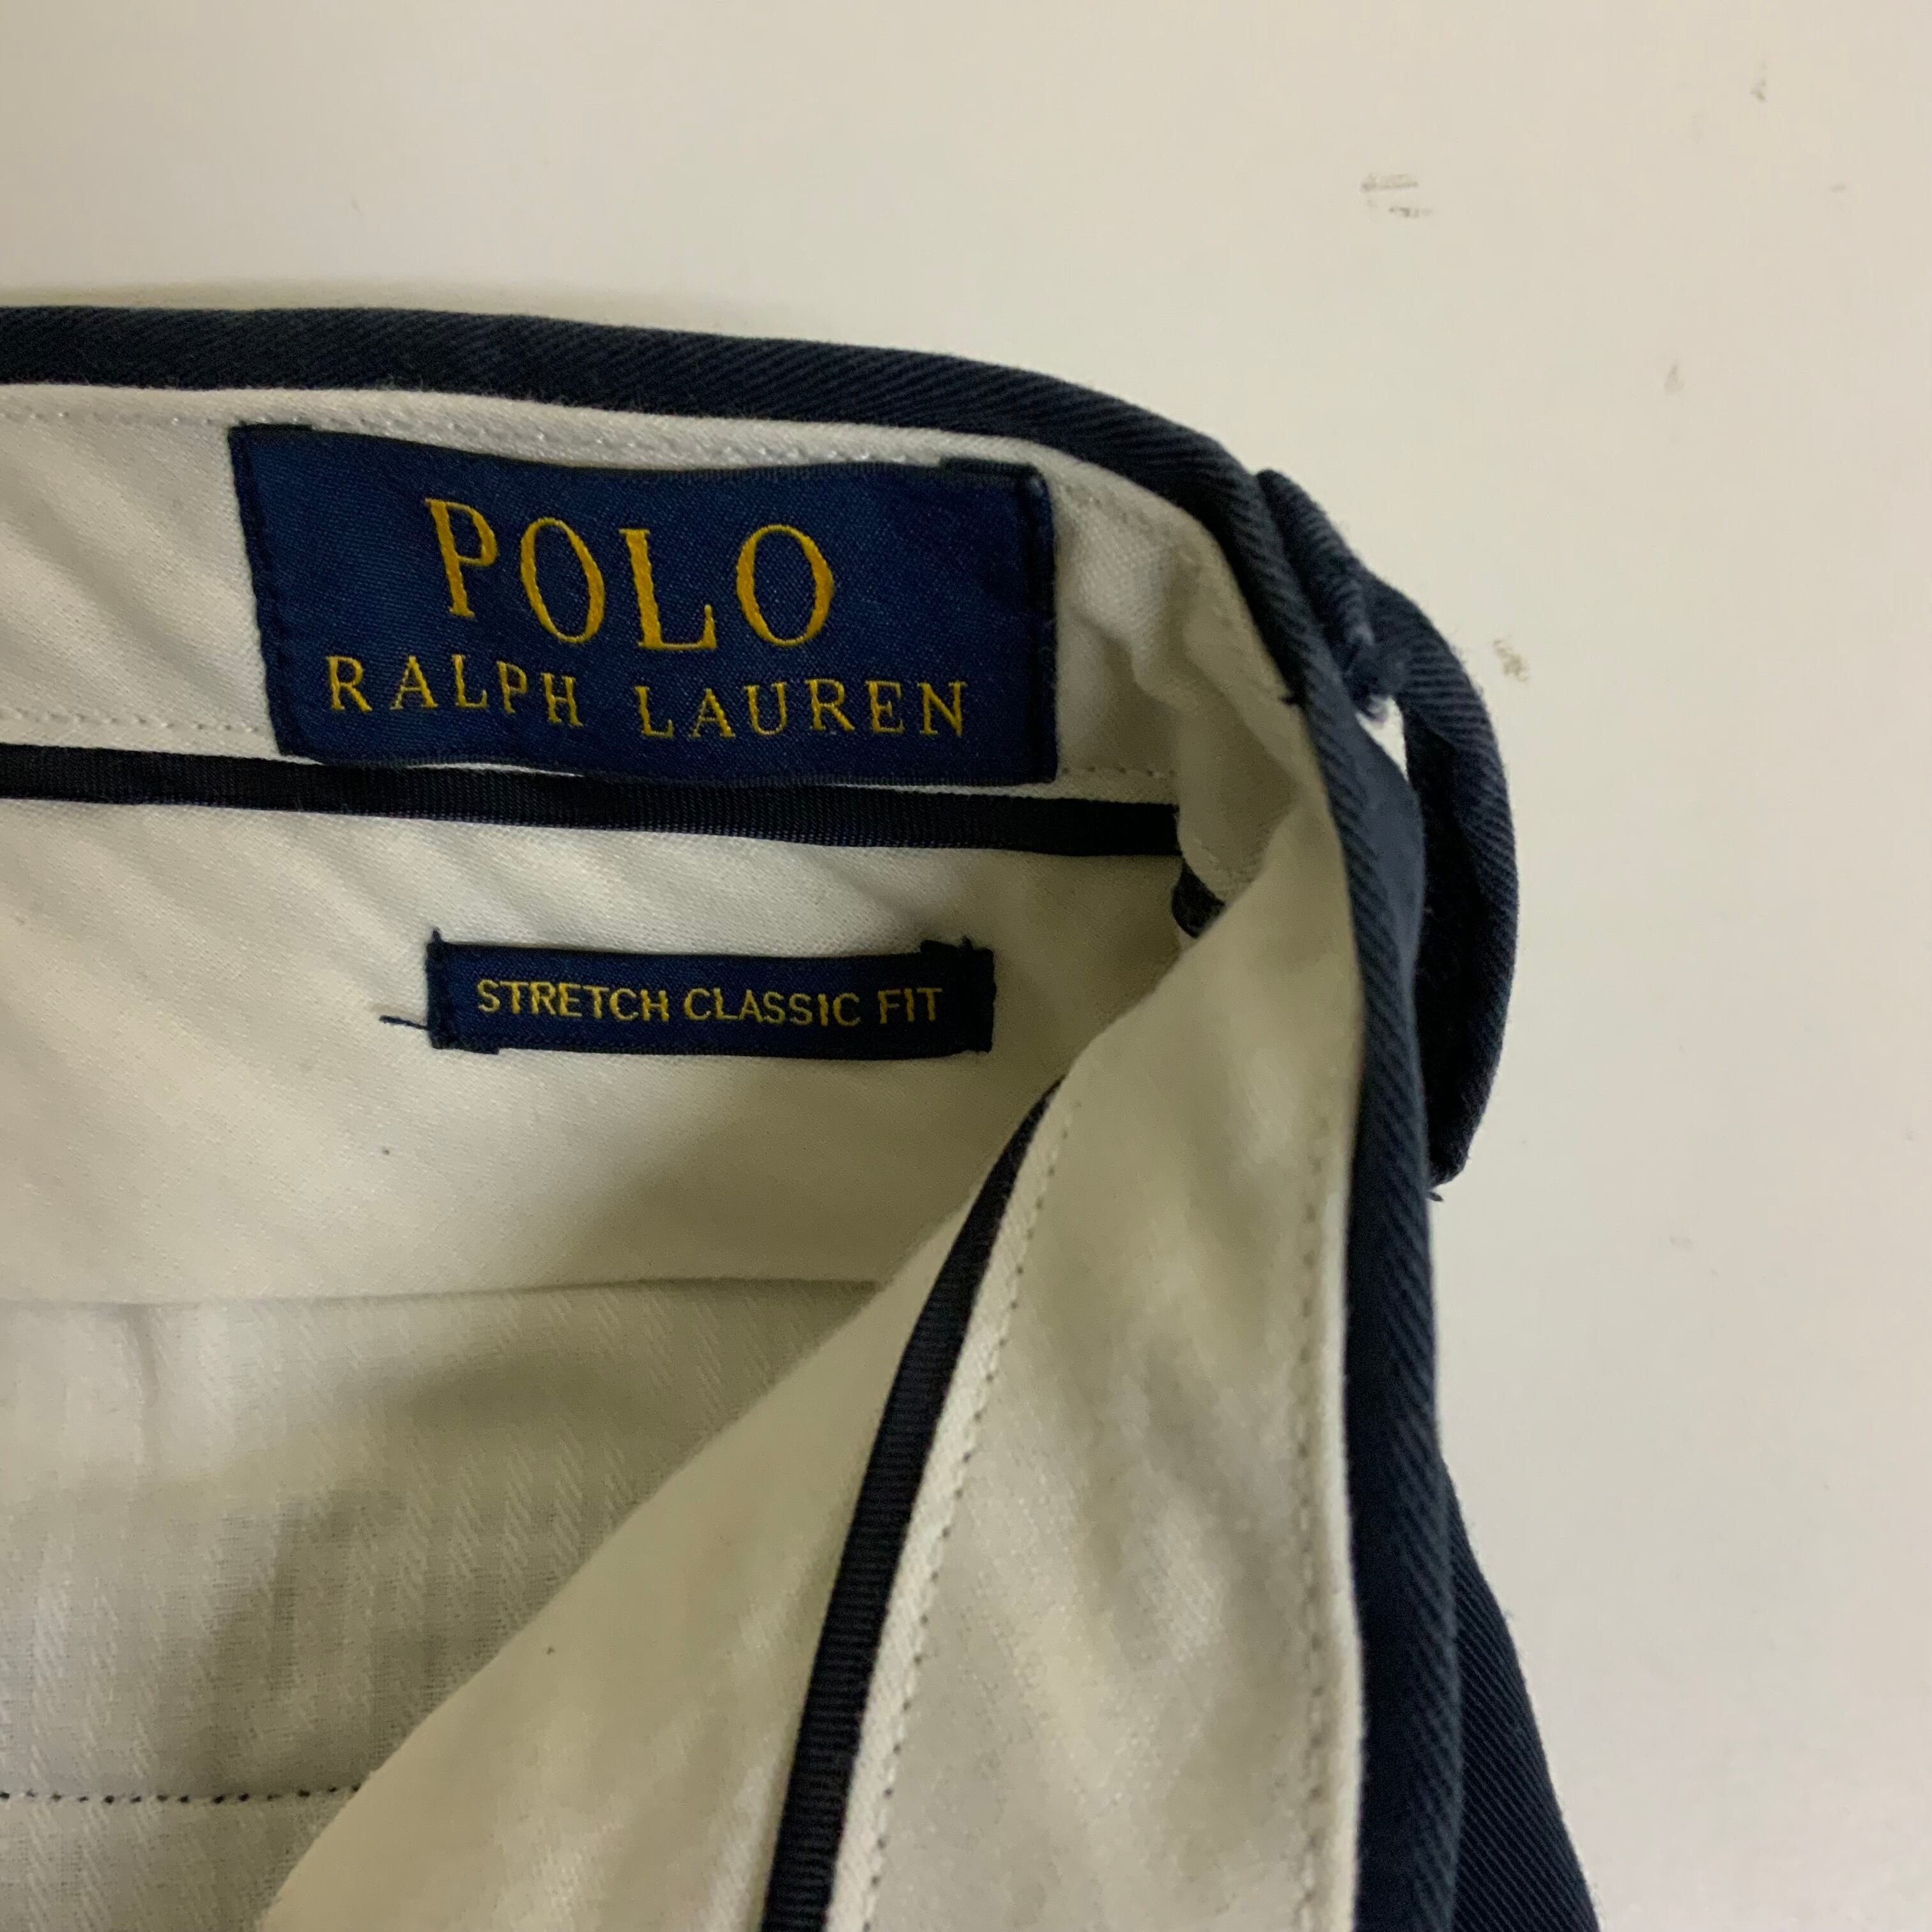 POLO
RALPH LAUREN
STRETCH CLASSIC FIT